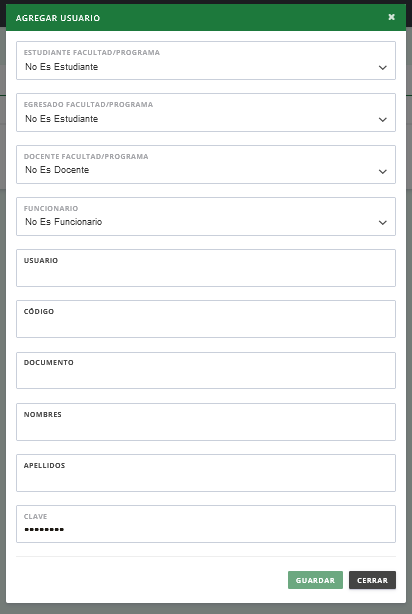 AGREGAR USUARIO ×
ESTUDIANTE FACULTAD/PROGRAMA
No Es Estudiante
EGRESADO FACULTAD/PROGRAMA
No Es Estudiante
DOCENTE FACULTAD/PROGRAMA
No Es Docente
FUNCIONARIO
No Es Funcionario
USUARIO
CÓDIGO
DOCUMENTO
NOMBRES
APELLIDOS
CLAVE
••••••••
GUARDAR CERRAR